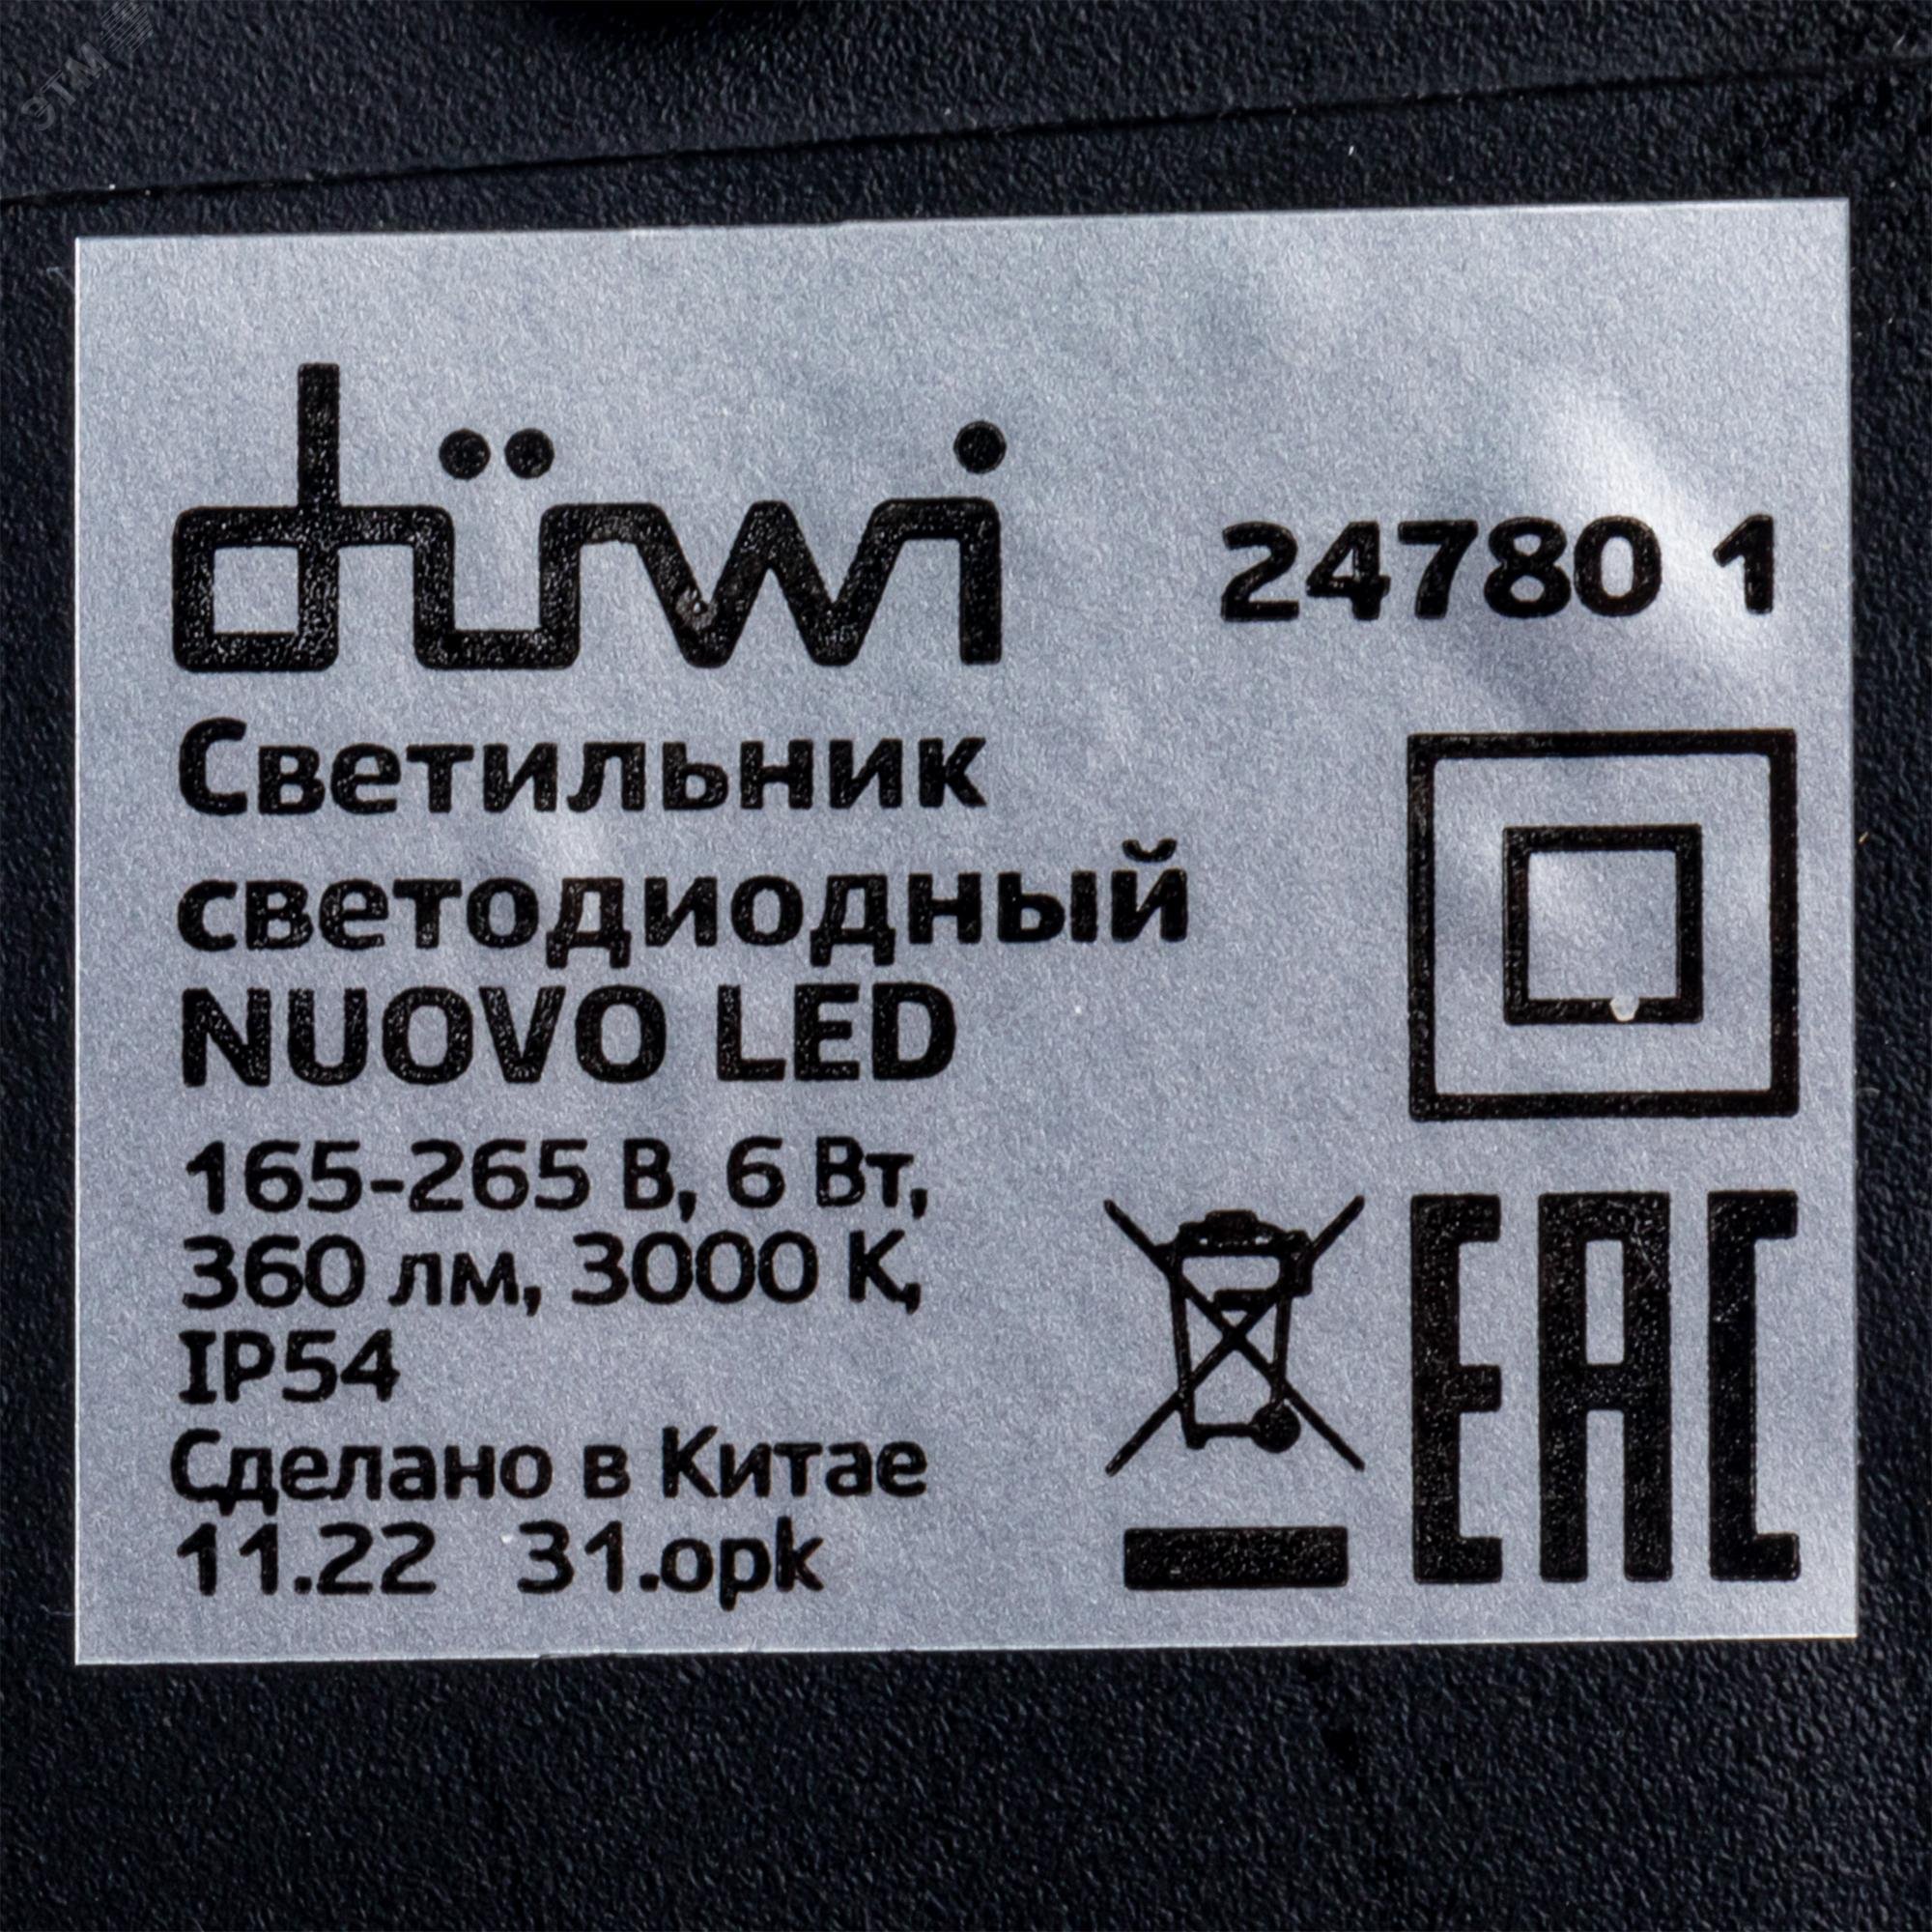 ЭТМ
düwi
24780 1
Светильник
светодиодный
NUOVO LED
165-265 В, 6 Вт,
360 лм, 3000 К,
IP54
Сделано в Китае
11.22 31.opk
EAC